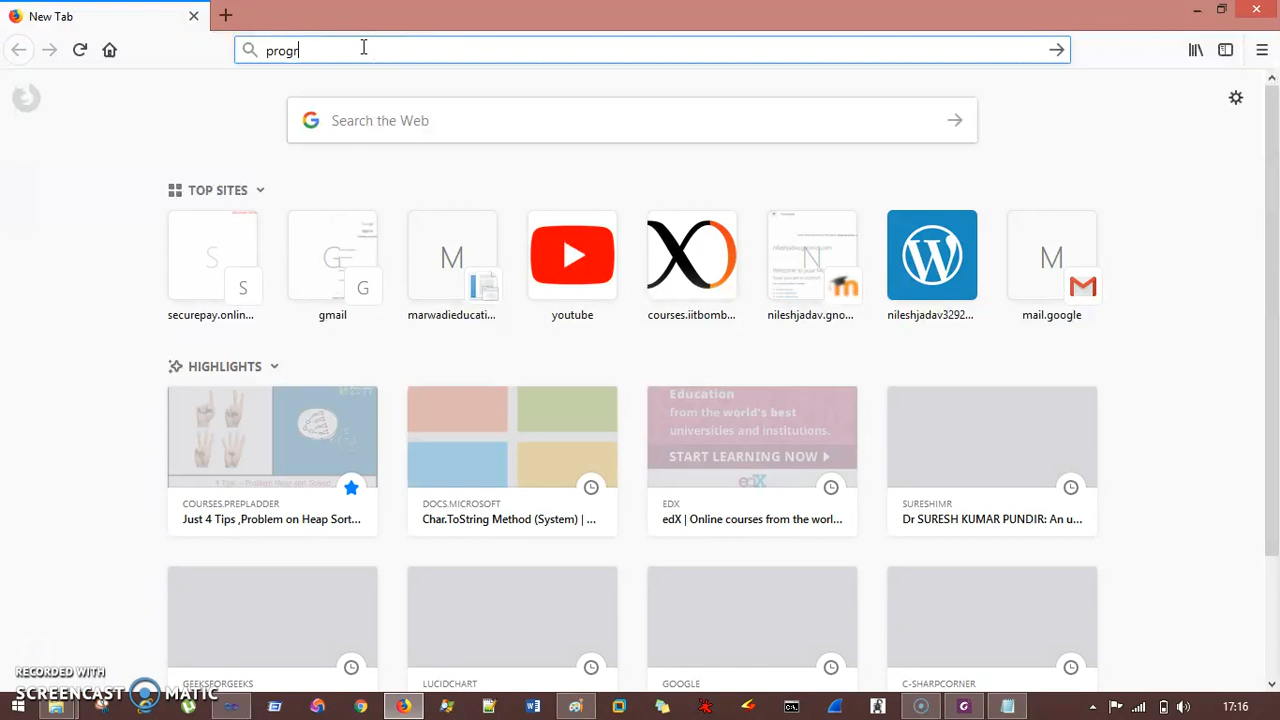 New Tab
progr
Search the Web
TOP SITES
S
S
securepay.onlin...
G
G
gmail
M
marwadieducati...
youtube
courses.iitbomb...
N
nileshjadav.gno...
nileshjadav3292...
M
mail.google
HIGHLIGHTS
COURSES.PREPLADDER
Just 4 Tips ,Problem on Heap Sort...
DOCS.MICROSOFT
Char.ToString Method (System) | ...
Education
from the world's best
universities and institutions.
START LEARNING NOW
edX
EDX
edX | Online courses from the worl...
SURESHIMR
Dr SURESH KUMAR PUNDIR: An u...
GEEKSFORGEEKS
LUCIDCHART
GOOGLE
C-SHARPCORNER
RECORDED WITH
SCREENCAST MATIC
17:16